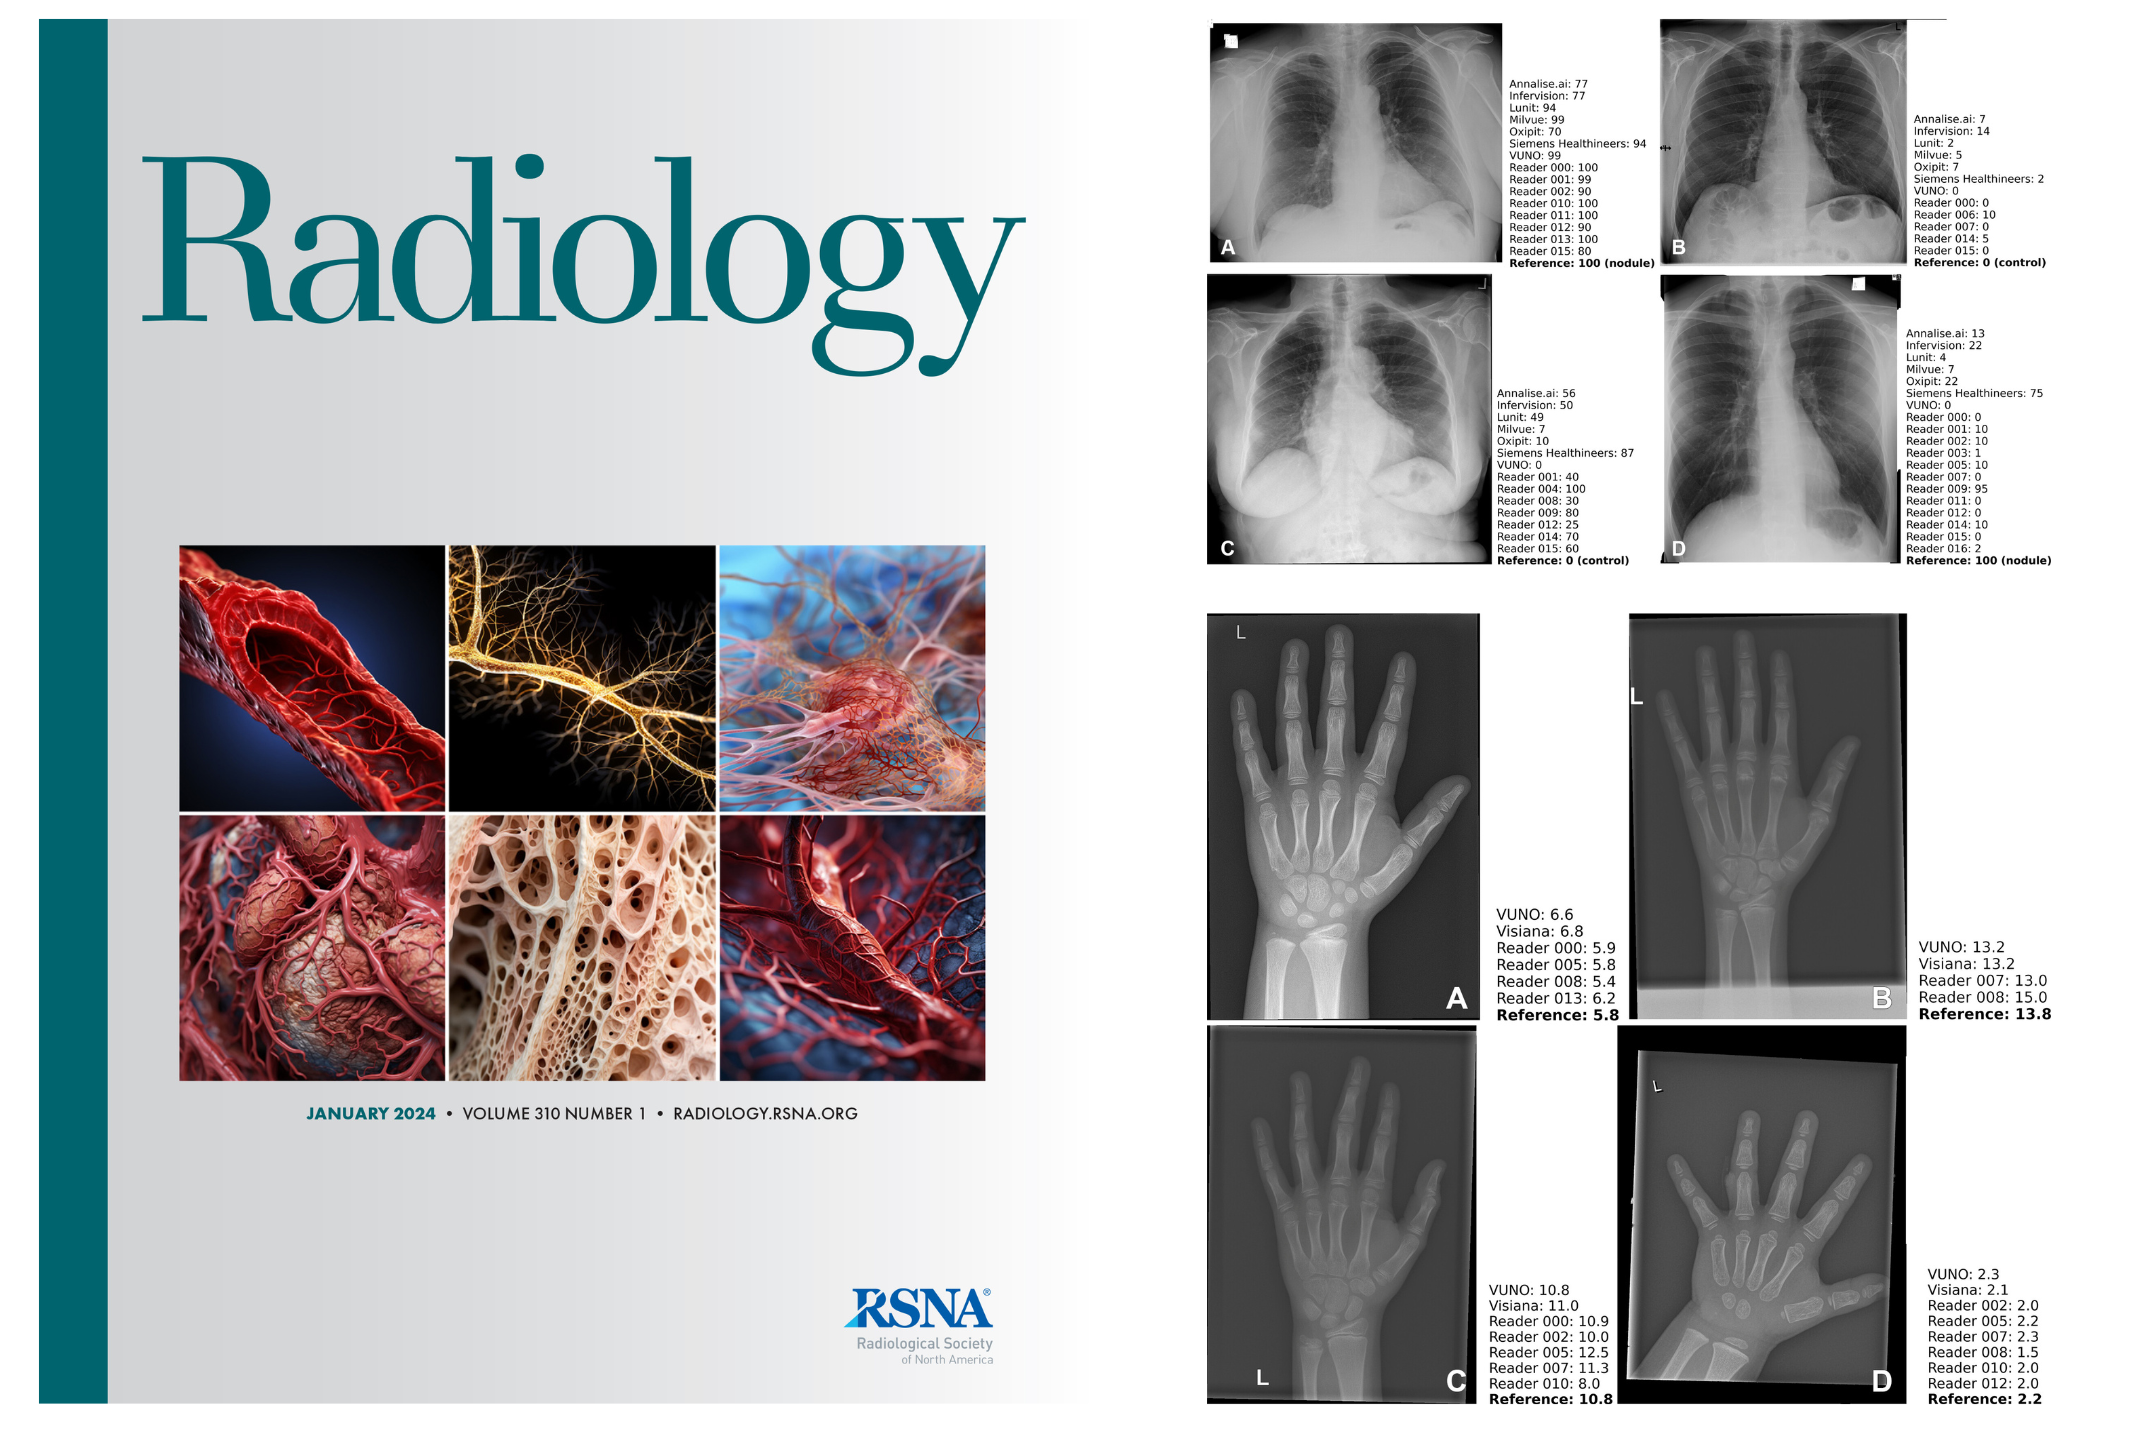 Radiology
JANUARY 2024 • VOLUME 310 NUMBER 1 • RADIOLOGY.RSNA.ORG
RSNA®
Radiological Society
of North America
Annalise.ai: 77
Infervision: 77
Lunit: 94
Milvue: 99
Oxipit: 70
Siemens Healthineers: 94
VUNO: 99
Reader 000: 100
Reader 001: 99
Reader 002: 90
Reader 010: 100
Reader 011: 100
Reader 012: 90
Reader 013: 100
Reader 015: 80
Reference: 100 (nodule)
A
L
Annalise.ai: 7
Infervision: 14
Lunit: 2
Milvue: 5
Oxipit: 7
Siemens Healthineers: 2
VUNO: 0
Reader 000: 0
Reader 006: 10
Reader 007: 0
Reader 014: 5
Reader 015: 0
Reference: 0 (control)
B
Annalise.ai: 56
Infervision: 50
Lunit: 49
Milvue: 7
Oxipit: 10
Siemens Healthineers: 87
VUNO: 0
Reader 001: 40
Reader 004: 100
Reader 008: 30
Reader 009: 80
Reader 012: 25
Reader 014: 70
Reader 015: 60
Reference: 0 (control)
C
Annalise.ai: 13
Infervision: 22
Lunit: 4
Milvue: 7
Oxipit: 22
Siemens Healthineers: 75
VUNO: 0
Reader 000: 0
Reader 001: 10
Reader 002: 10
Reader 003: 1
Reader 005: 10
Reader 007: 0
Reader 009: 95
Reader 011: 0
Reader 012: 0
Reader 014: 10
Reader 015: 0
Reader 016: 2
Reference: 100 (nodule)
D
L
VUNO: 6.6
Visiana: 6.8
Reader 000: 5.9
Reader 005: 5.8
Reader 008: 5.4
Reader 013: 6.2
Reference: 5.8
A
L
VUNO: 13.2
Visiana: 13.2
Reader 007: 13.0
Reader 008: 15.0
Reference: 13.8
B
VUNO: 10.8
Visiana: 11.0
Reader 000: 10.9
Reader 002: 10.0
Reader 005: 12.5
Reader 007: 11.3
Reader 010: 8.0
Reference: 10.8
L
C
L
VUNO: 2.3
Visiana: 2.1
Reader 002: 2.0
Reader 005: 2.2
Reader 007: 2.3
Reader 008: 1.5
Reader 010: 2.0
Reader 012: 2.0
Reference: 2.2
D